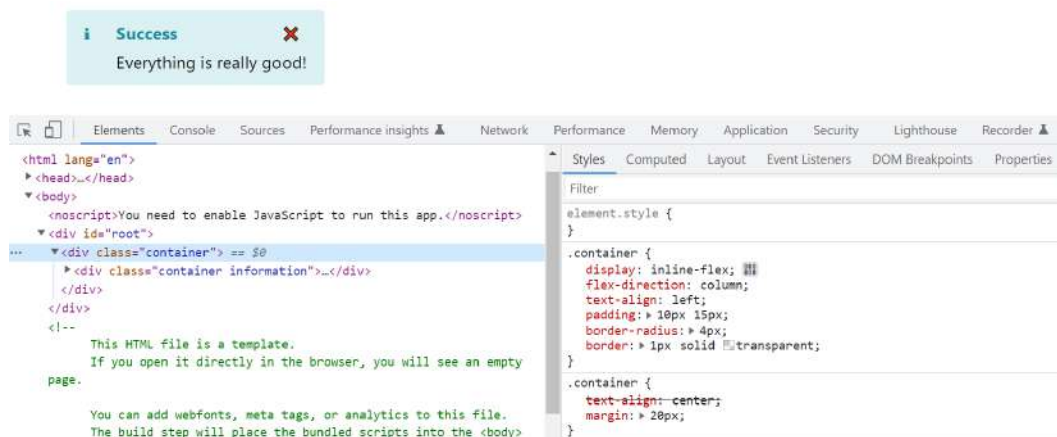 Success
Everything is really good!
Elements Console Sources Performance insights Network Performance Memory Application Security Lighthouse Recorder
<html lang="en">
<head>…</head>
<body>
<noscript>You need to enable JavaScript to run this app.</noscript>
<div id="root">
<div class="container"> == $0
<div class="container information">…</div>
</div>
</div>
<!--
This HTML file is a template.
If you open it directly in the browser, you will see an empty
page.
You can add webfonts, meta tags, or analytics to this file.
The build step will place the bundled scripts into the <body>
Styles Computed Layout Event Listeners DOM Breakpoints Properties
Filter
element.style {
}
.container {
display: inline-flex;
flex-direction: column;
text-align: left;
padding: 10px 15px;
border-radius: 4px;
border: 1px solid transparent;
}
.container {
text-align: center;
margin: 20px;
}